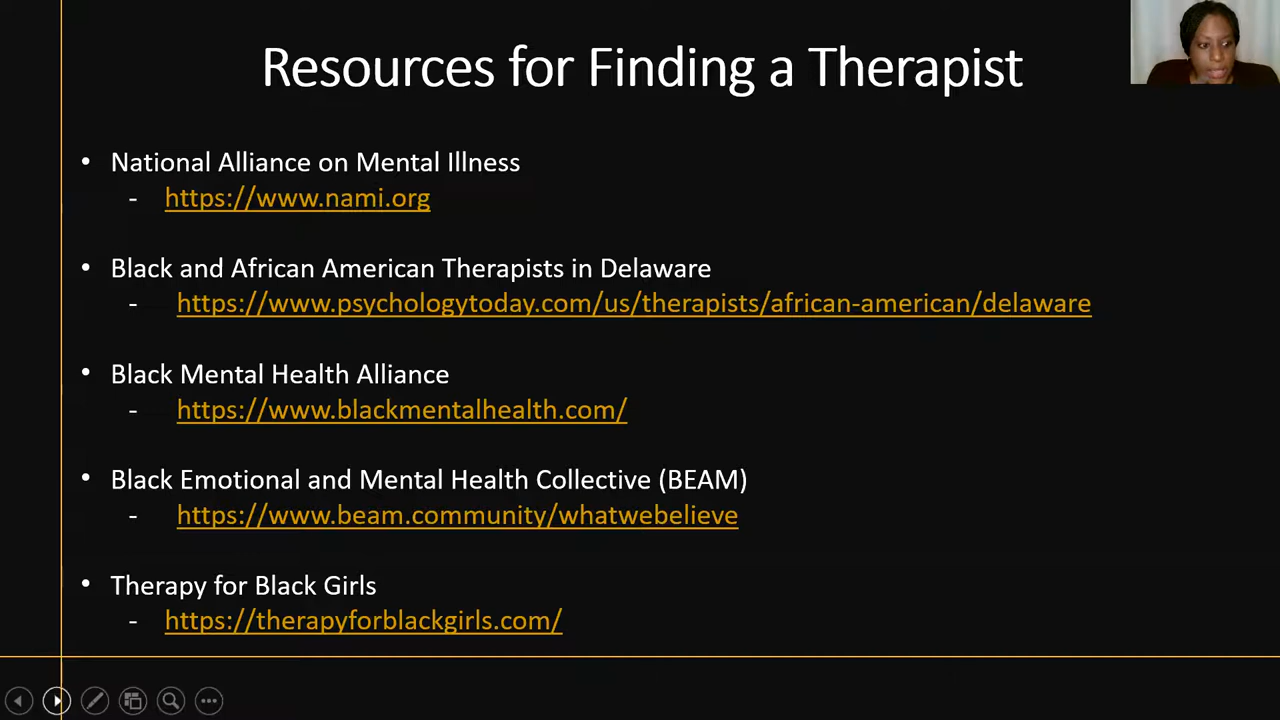 Resources for Finding a Therapist
• National Alliance on Mental Illness
- https://www.nami.org
• Black and African American Therapists in Delaware
- https://www.psychologytoday.com/us/therapists/african-american/delaware
• Black Mental Health Alliance
- https://www.blackmentalhealth.com/
• Black Emotional and Mental Health Collective (BEAM)
- https://www.beam.community/whatwebelieve
• Therapy for Black Girls
- https://therapyforblackgirls.com/